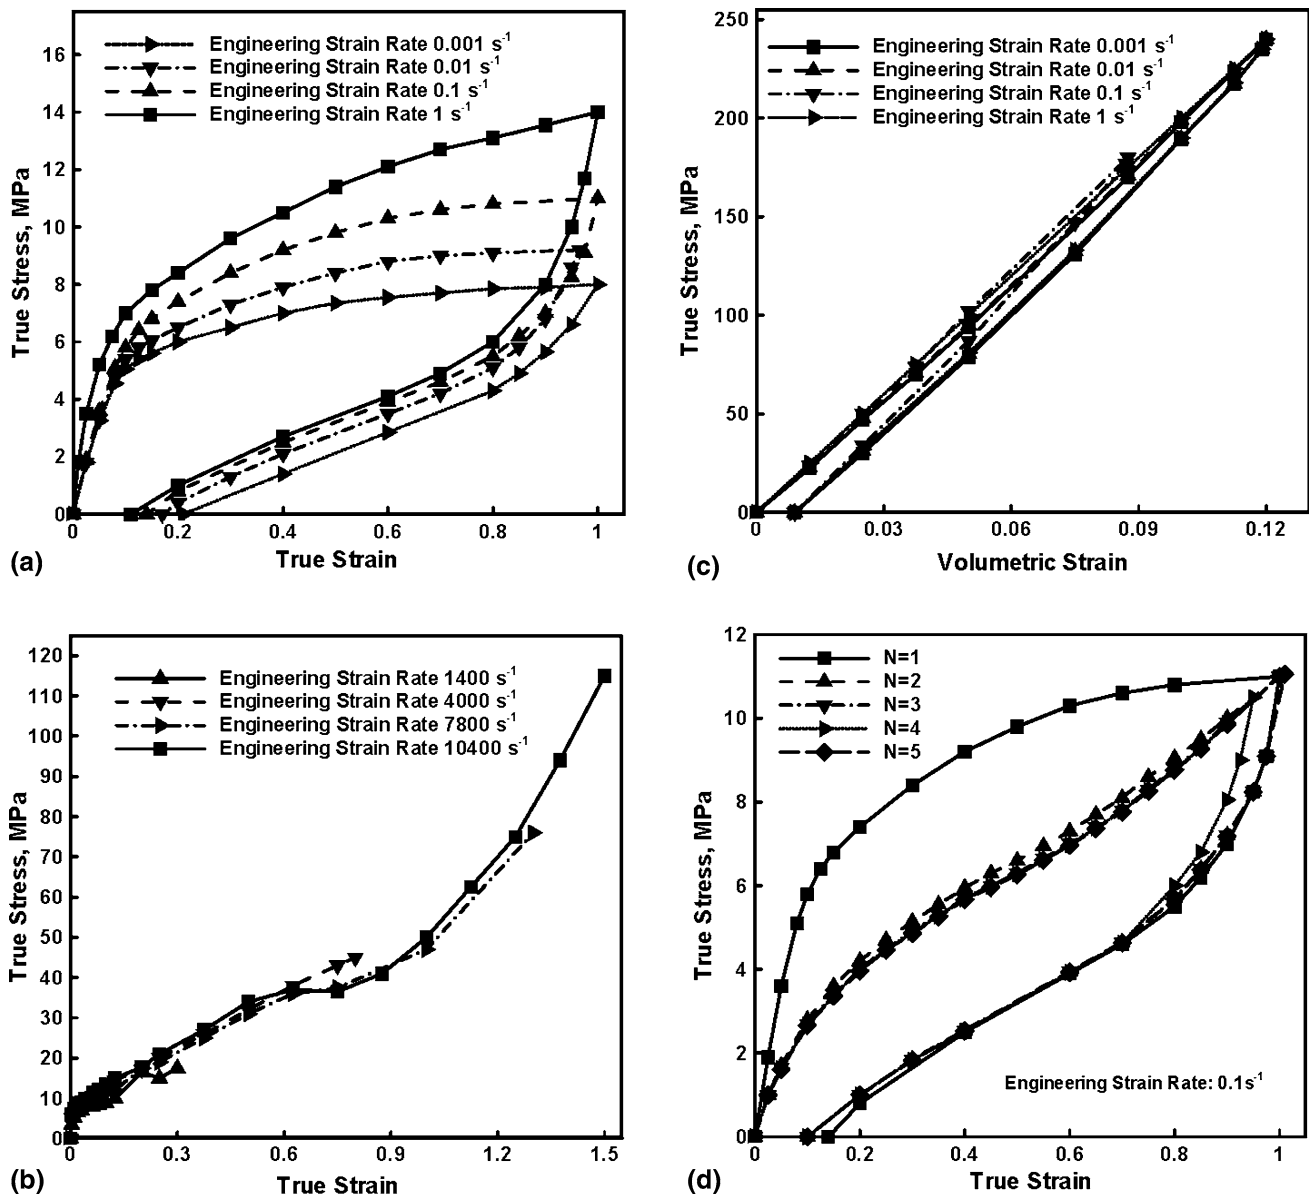 16
14
12
10
8
6
4
2
0
Engineering Strain Rate 0.001 s-1
Engineering Strain Rate 0.01 s-1
Engineering Strain Rate 0.1 s-1
Engineering Strain Rate 1 s-1
True Stress, MPa
0
0.2
0.4
0.6
0.8
1
True Strain
(a)
250
200
150
100
50
0
Engineering Strain Rate 0.001 s-1
Engineering Strain Rate 0.01 s-1
Engineering Strain Rate 0.1 s-1
Engineering Strain Rate 1 s-1
True Stress, MPa
0
0.03
0.06
0.09
0.12
Volumetric Strain
(c)
120
110
100
90
80
70
60
50
40
30
20
10
0
Engineering Strain Rate 1400 s-1
Engineering Strain Rate 4000 s-1
Engineering Strain Rate 7800 s-1
Engineering Strain Rate 10400 s-1
True Stress, MPa
0
0.3
0.6
0.9
1.2
1.5
True Strain
(b)
12
10
8
6
4
2
0
N=1
N=2
N=3
N=4
N=5
Engineering Strain Rate: 0.1s-1
True Stress, MPa
0
0.2
0.4
0.6
0.8
1
True Strain
(d)